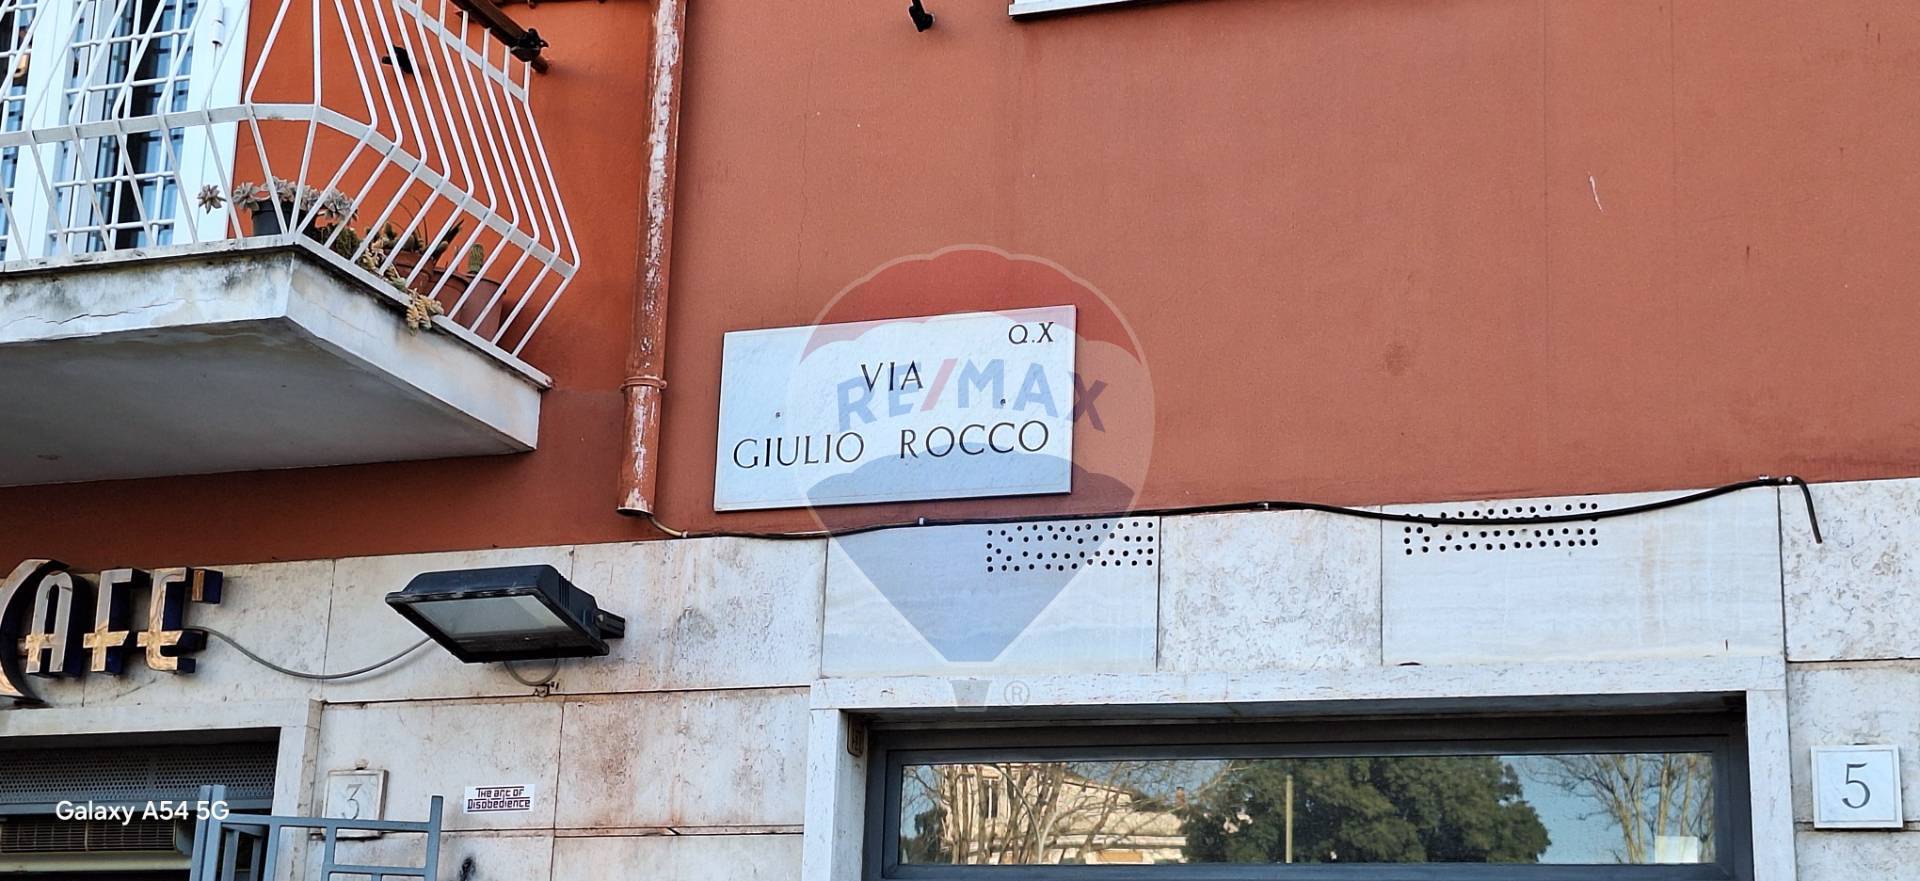 Q.X
VIA
GIULIO ROCCO
RE/MAX
®
CAFE'
3
The art of
Disobedience
5
Galaxy A54 5G